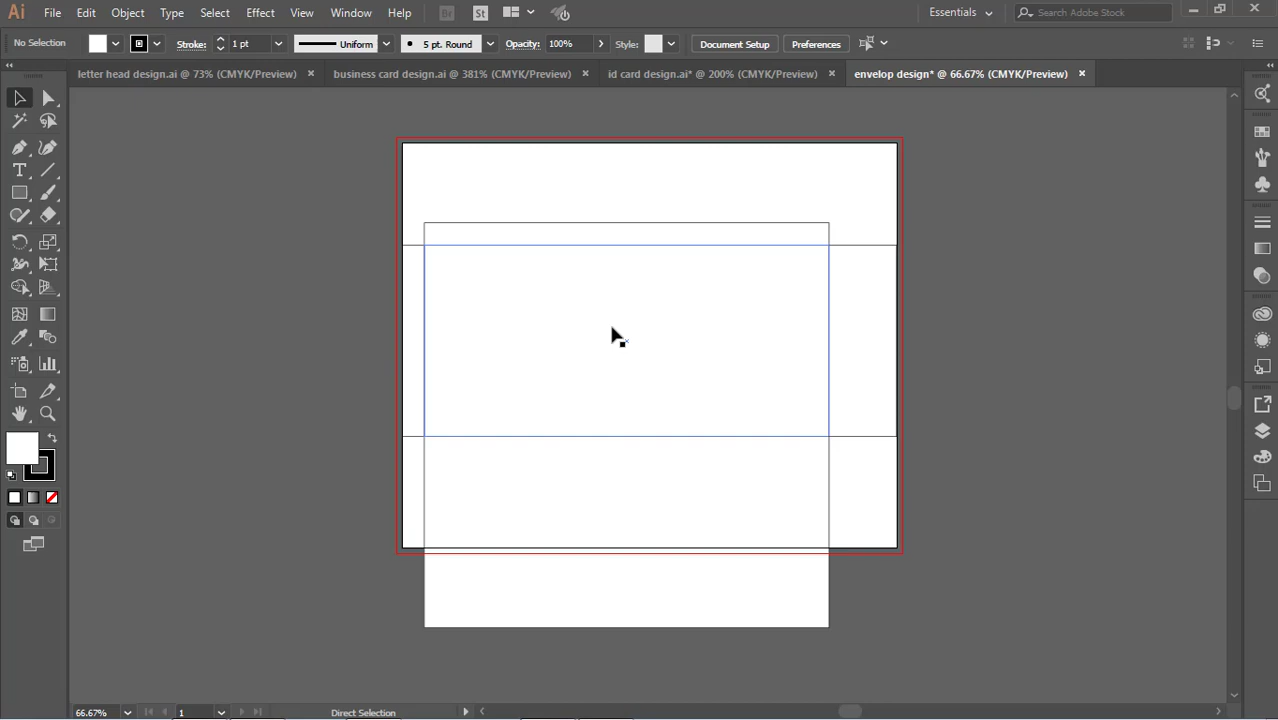 Ai File Edit Object Type Select Effect View Window Help Br St Essentials Search Adobe Stock
No Selection Stroke: 1 pt Uniform 5 pt. Round Opacity: 100% Style: Document Setup Preferences
letter head design.ai @ 73% (CMYK/Preview) business card design.ai @ 381% (CMYK/Preview) id card design.ai* @ 200% (CMYK/Preview) envelop design* @ 66.67% (CMYK/Preview)
66.67% 1 Direct Selection